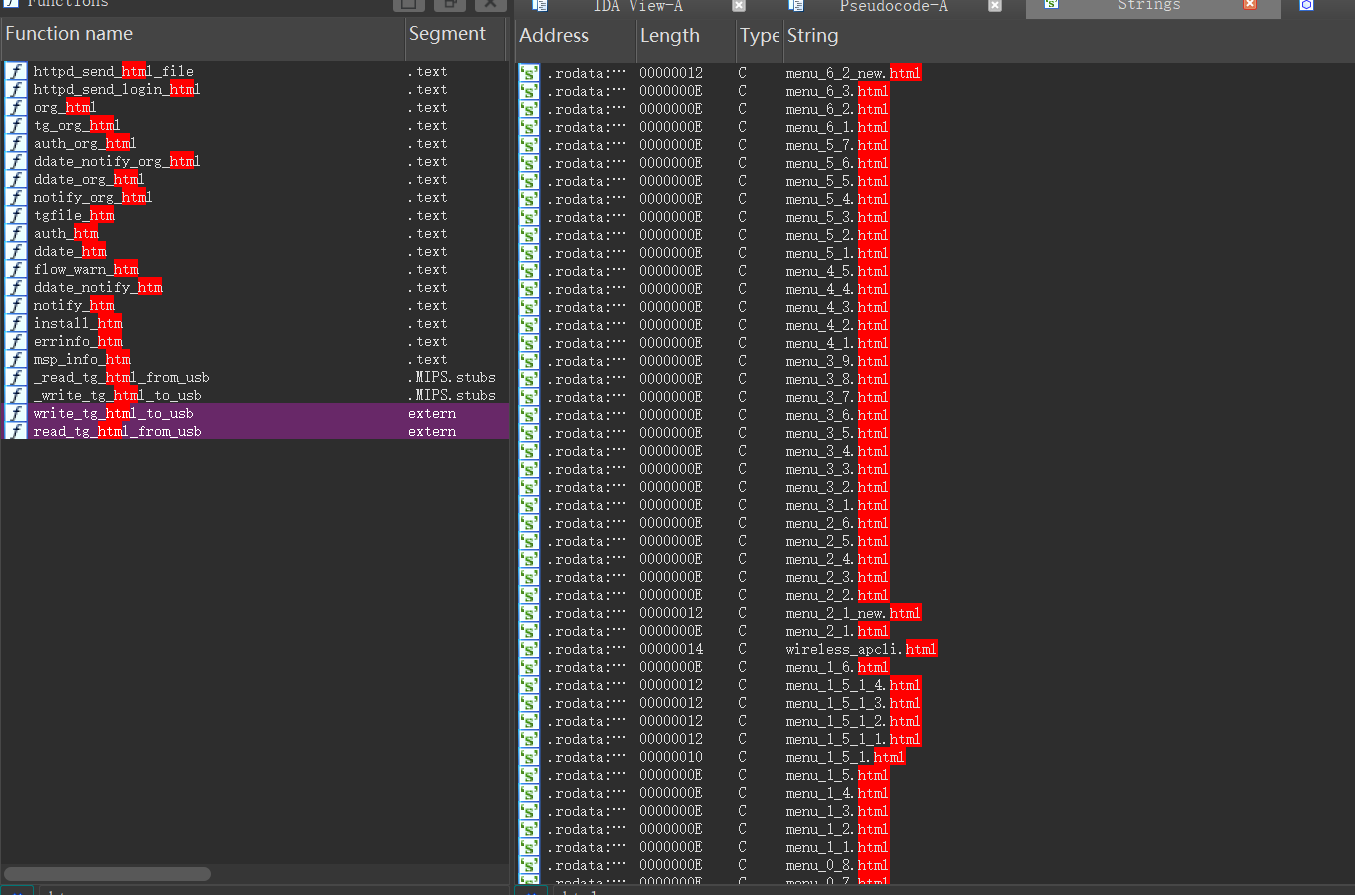 Functions
Function name Segment
httpd_send_html_file .text
httpd_send_login_html .text
org_html .text
tg_org_html .text
auth_org_html .text
ddate_notify_org_html .text
ddate_org_html .text
notify_org_html .text
tgfile_htm .text
auth_htm .text
ddate_htm .text
flow_warn_htm .text
ddate_notify_htm .text
notify_htm .text
install_htm .text
errinfo_htm .text
msp_info_htm .text
_read_tg_html_from_usb .MIPS.stubs
_write_tg_html_to_usb .MIPS.stubs
write_tg_html_to_usb extern
read_tg_html_from_usb extern
IDA View-A Pseudocode-A Strings
Address Length Type String
.rodata:… 00000012 C menu_6_2_new.html
.rodata:… 0000000E C menu_6_3.html
.rodata:… 0000000E C menu_6_2.html
.rodata:… 0000000E C menu_6_1.html
.rodata:… 0000000E C menu_5_7.html
.rodata:… 0000000E C menu_5_6.html
.rodata:… 0000000E C menu_5_5.html
.rodata:… 0000000E C menu_5_4.html
.rodata:… 0000000E C menu_5_3.html
.rodata:… 0000000E C menu_5_2.html
.rodata:… 0000000E C menu_5_1.html
.rodata:… 0000000E C menu_4_5.html
.rodata:… 0000000E C menu_4_4.html
.rodata:… 0000000E C menu_4_3.html
.rodata:… 0000000E C menu_4_2.html
.rodata:… 0000000E C menu_4_1.html
.rodata:… 0000000E C menu_3_9.html
.rodata:… 0000000E C menu_3_8.html
.rodata:… 0000000E C menu_3_7.html
.rodata:… 0000000E C menu_3_6.html
.rodata:… 0000000E C menu_3_5.html
.rodata:… 0000000E C menu_3_4.html
.rodata:… 0000000E C menu_3_3.html
.rodata:… 0000000E C menu_3_2.html
.rodata:… 0000000E C menu_3_1.html
.rodata:… 0000000E C menu_2_6.html
.rodata:… 0000000E C menu_2_5.html
.rodata:… 0000000E C menu_2_4.html
.rodata:… 0000000E C menu_2_3.html
.rodata:… 0000000E C menu_2_2.html
.rodata:… 00000012 C menu_2_1_new.html
.rodata:… 0000000E C menu_2_1.html
.rodata:… 00000014 C wireless_apcli.html
.rodata:… 0000000E C menu_1_6.html
.rodata:… 00000012 C menu_1_5_1_4.html
.rodata:… 00000012 C menu_1_5_1_3.html
.rodata:… 00000012 C menu_1_5_1_2.html
.rodata:… 00000012 C menu_1_5_1_1.html
.rodata:… 00000010 C menu_1_5_1.html
.rodata:… 0000000E C menu_1_5.html
.rodata:… 0000000E C menu_1_4.html
.rodata:… 0000000E C menu_1_3.html
.rodata:… 0000000E C menu_1_2.html
.rodata:… 0000000E C menu_1_1.html
.rodata:… 0000000E C menu_0_8.html
.rodata:… 0000000E C menu_0_7.html